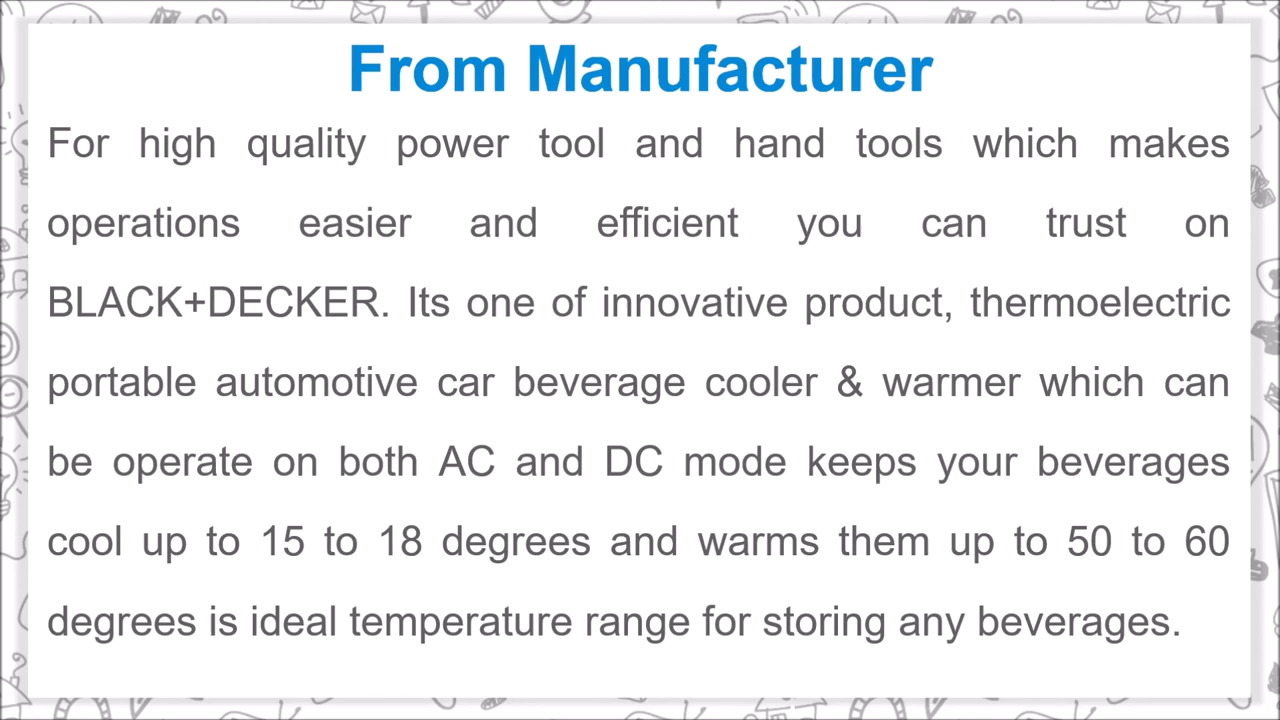 From Manufacturer
For high quality power tool and hand tools which makes
operations easier and efficient you can trust on
BLACK+DECKER. Its one of innovative product, thermoelectric
portable automotive car beverage cooler & warmer which can
be operate on both AC and DC mode keeps your beverages
cool up to 15 to 18 degrees and warms them up to 50 to 60
degrees is ideal temperature range for storing any beverages.